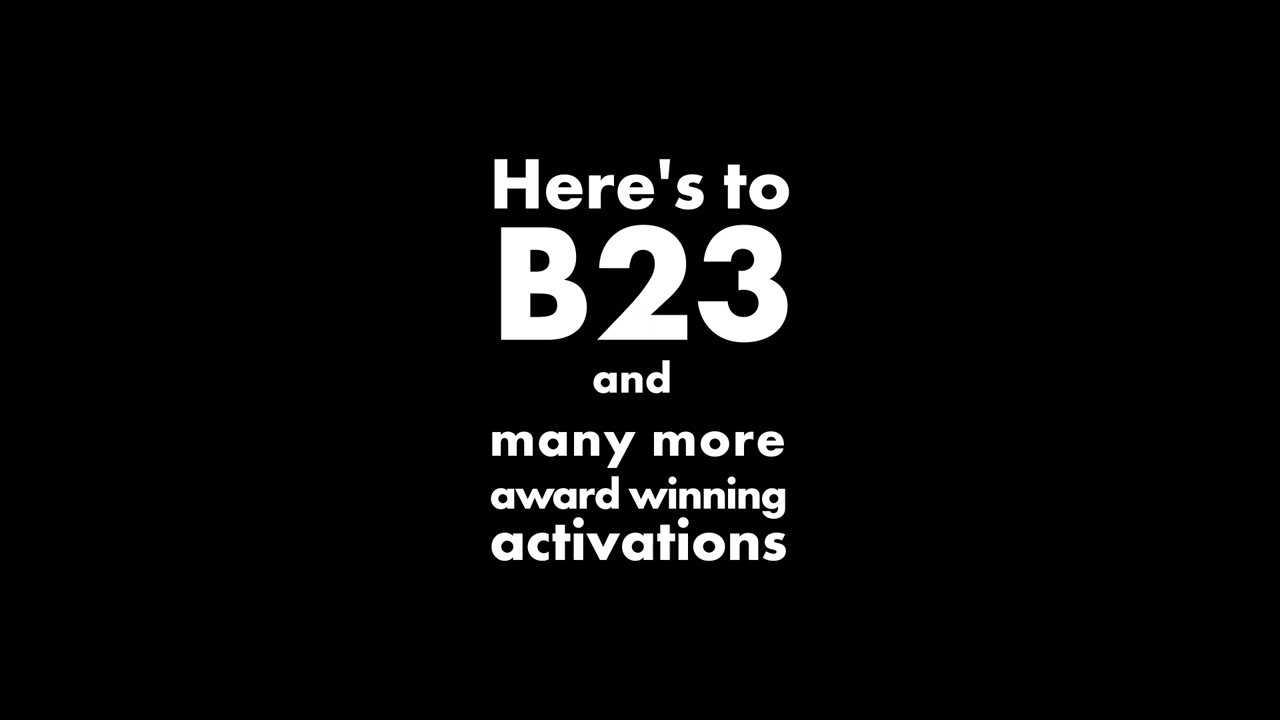 Here's to
B23
and
many more
award winning
activations